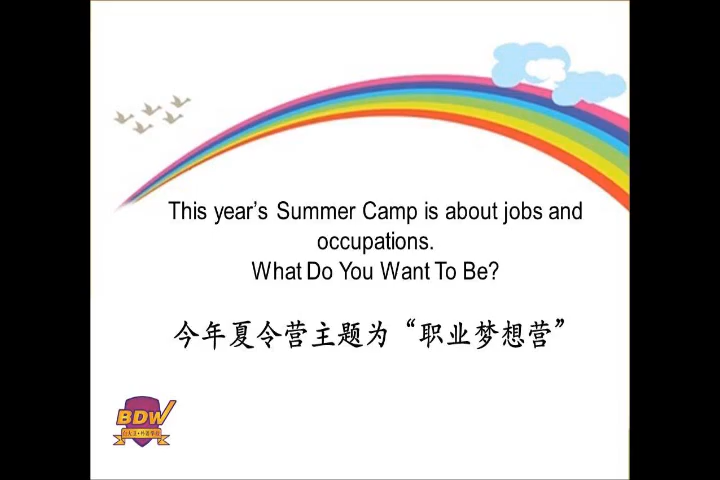 This year's Summer Camp is about jobs and
occupations.
What Do You Want To Be?
今年夏令营主题为“职业梦想营”
BDW